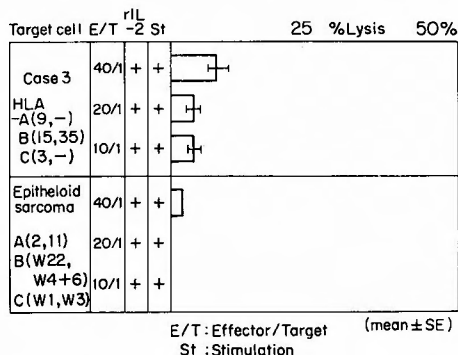 Target cell E/T rIL-2 St 25 %Lysis 50%
Case 3 40/1 + +
HLA 20/1 + +
-A(9,-)
B(15,35) 10/1 + +
C(3,-)
Epitheloid 40/1 + +
sarcoma
A(2,11) 20/1 + +
B(W22,
W4+6) 10/1 + +
C(W1,W3)
E/T : Effector/Target (mean ± SE)
St : Stimulation